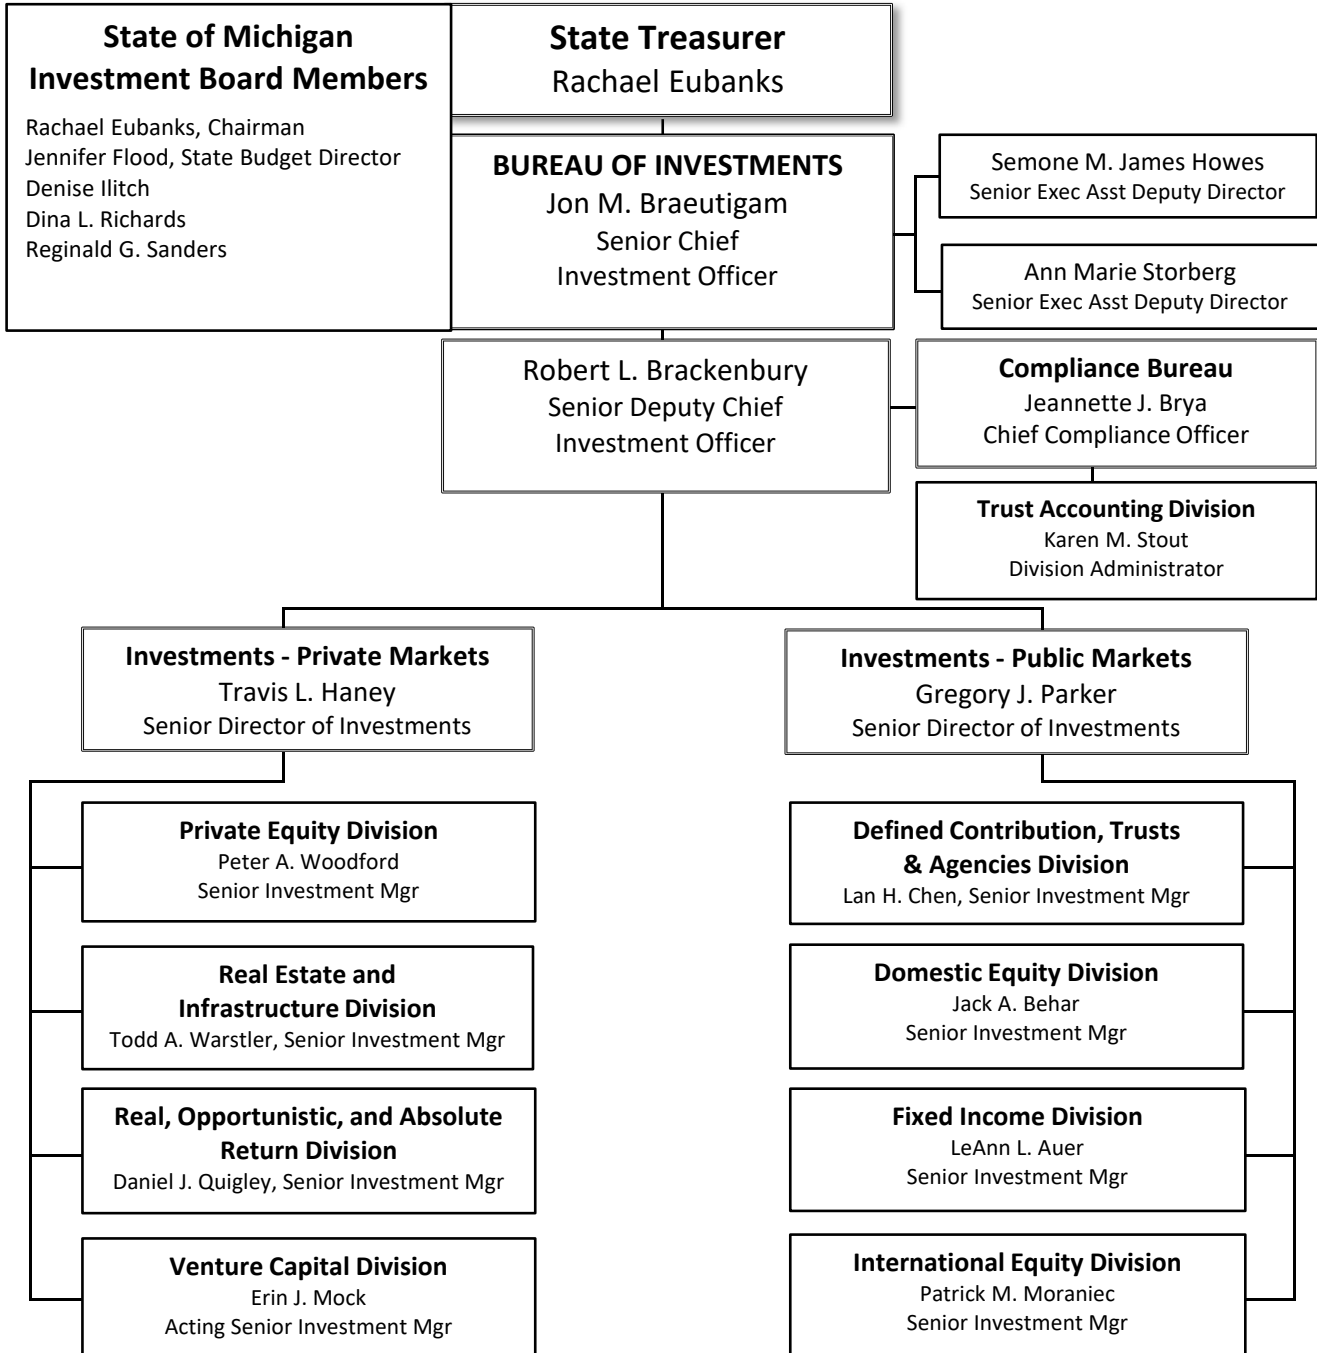 State of Michigan
Investment Board Members
Rachael Eubanks, Chairman
Jennifer Flood, State Budget Director
Denise Ilitch
Dina L. Richards
Reginald G. Sanders
State Treasurer
Rachael Eubanks
BUREAU OF INVESTMENTS
Jon M. Braeutigam
Senior Chief
Investment Officer
Semone M. James Howes
Senior Exec Asst Deputy Director
Ann Marie Storberg
Senior Exec Asst Deputy Director
Robert L. Brackenbury
Senior Deputy Chief
Investment Officer
Compliance Bureau
Jeannette J. Brya
Chief Compliance Officer
Trust Accounting Division
Karen M. Stout
Division Administrator
Investments - Private Markets
Travis L. Haney
Senior Director of Investments
Investments - Public Markets
Gregory J. Parker
Senior Director of Investments
Private Equity Division
Peter A. Woodford
Senior Investment Mgr
Real Estate and
Infrastructure Division
Todd A. Warstler, Senior Investment Mgr
Real, Opportunistic, and Absolute
Return Division
Daniel J. Quigley, Senior Investment Mgr
Venture Capital Division
Erin J. Mock
Acting Senior Investment Mgr
Defined Contribution, Trusts
& Agencies Division
Lan H. Chen, Senior Investment Mgr
Domestic Equity Division
Jack A. Behar
Senior Investment Mgr
Fixed Income Division
LeAnn L. Auer
Senior Investment Mgr
International Equity Division
Patrick M. Moraniec
Senior Investment Mgr